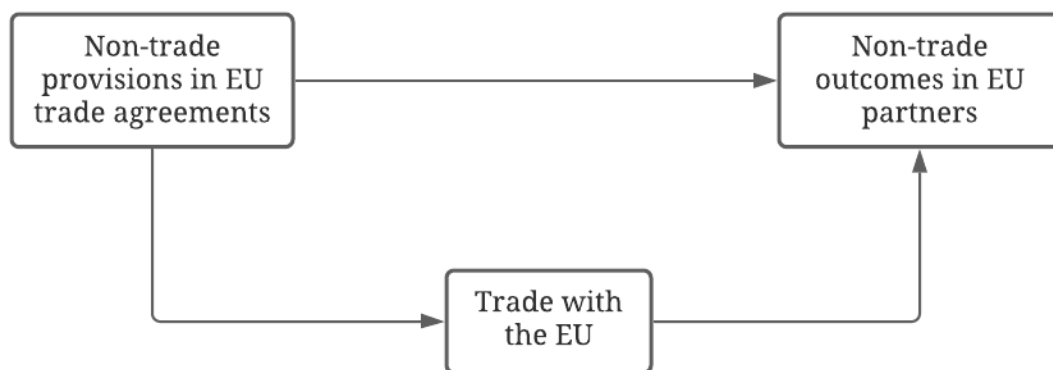 Non-trade
provisions in EU
trade agreements
Non-trade
outcomes in EU
partners
Trade with
the EU